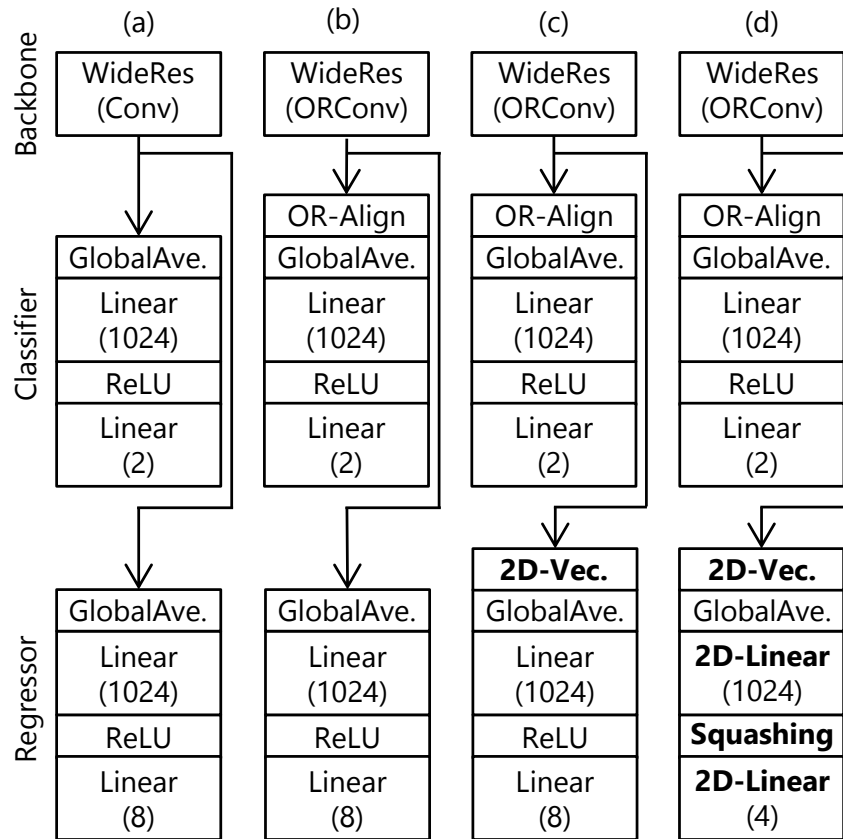 (a) (b) (c) (d)
Backbone
WideRes
(Conv)
WideRes
(ORConv)
WideRes
(ORConv)
WideRes
(ORConv)
Classifier
GlobalAve.
Linear
(1024)
ReLU
Linear
(2)
OR-Align
GlobalAve.
Linear
(1024)
ReLU
Linear
(2)
OR-Align
GlobalAve.
Linear
(1024)
ReLU
Linear
(2)
OR-Align
GlobalAve.
Linear
(1024)
ReLU
Linear
(2)
Regressor
GlobalAve.
Linear
(1024)
ReLU
Linear
(8)
GlobalAve.
Linear
(1024)
ReLU
Linear
(8)
2D-Vec.
GlobalAve.
Linear
(1024)
ReLU
Linear
(8)
2D-Vec.
GlobalAve.
2D-Linear
(1024)
Squashing
2D-Linear
(4)